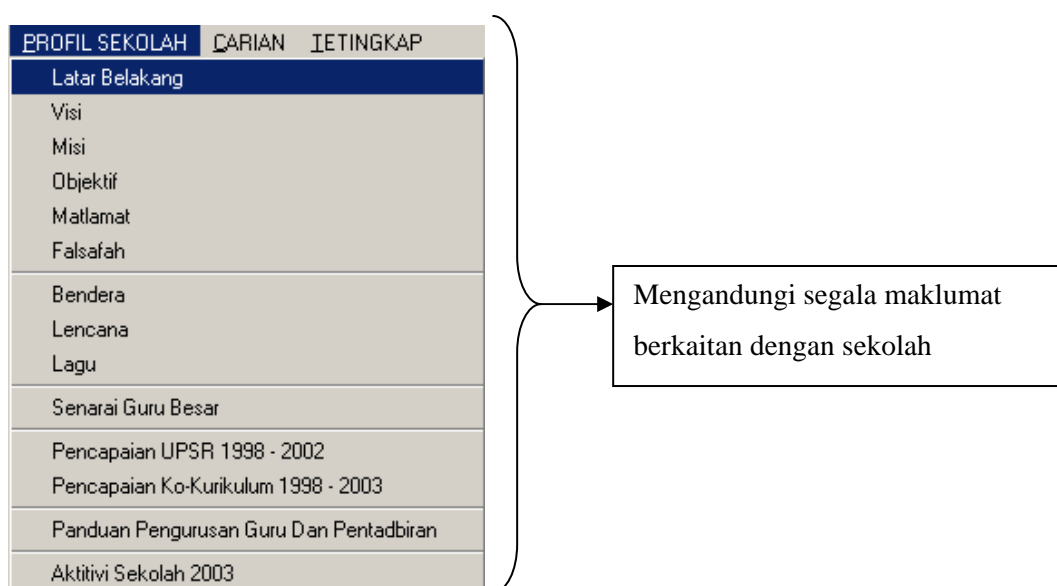 PROFIL SEKOLAH CARIAN TETINGKAP
Latar Belakang
Visi
Misi
Objektif
Matlamat
Falsafah
Bendera
Lencana
Lagu
Senarai Guru Besar
Pencapaian UPSR 1998 - 2002
Pencapaian Ko-Kurikulum 1998 - 2003
Panduan Pengurusan Guru Dan Pentadbiran
Aktitivi Sekolah 2003
Mengandungi segala maklumat
berkaitan dengan sekolah